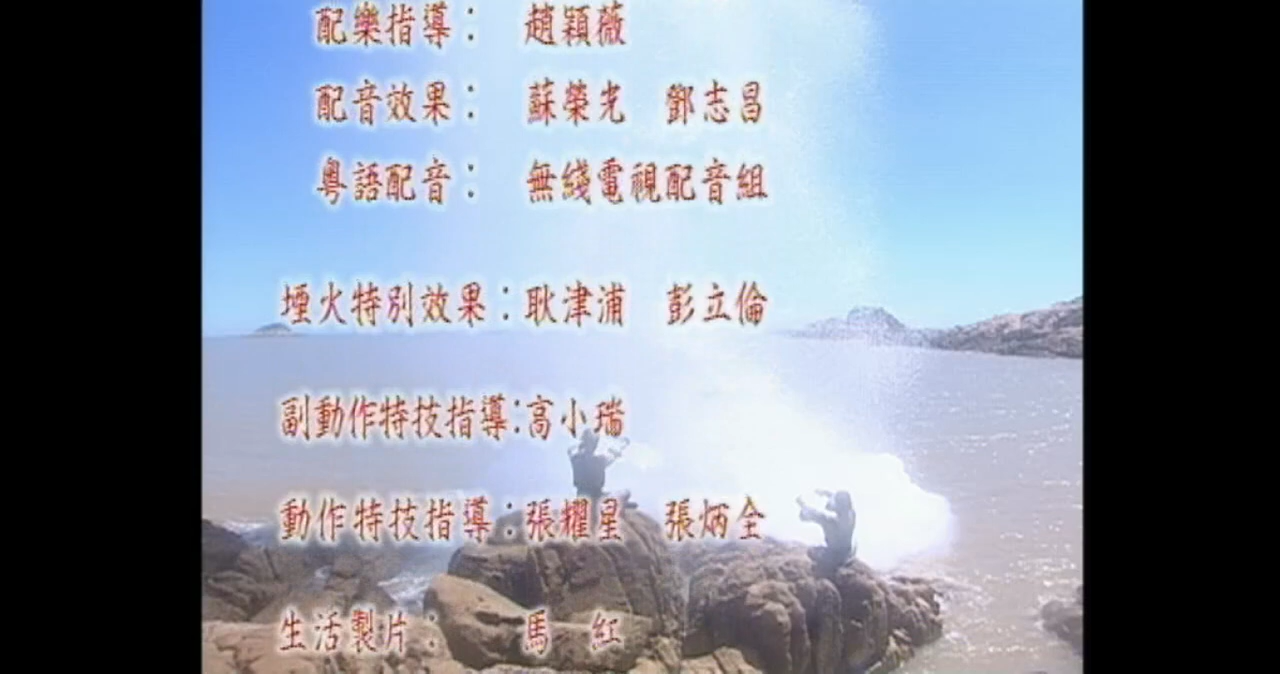 配樂指導： 趙穎薇
配音效果： 蘇榮光 鄧志昌
粵語配音： 無綫電視配音組
煙火特別效果：耿津浦 彭立倫
副動作特技指導：高小瑞
動作特技指導：張耀星 張炳全
生活製片： 馬 紅